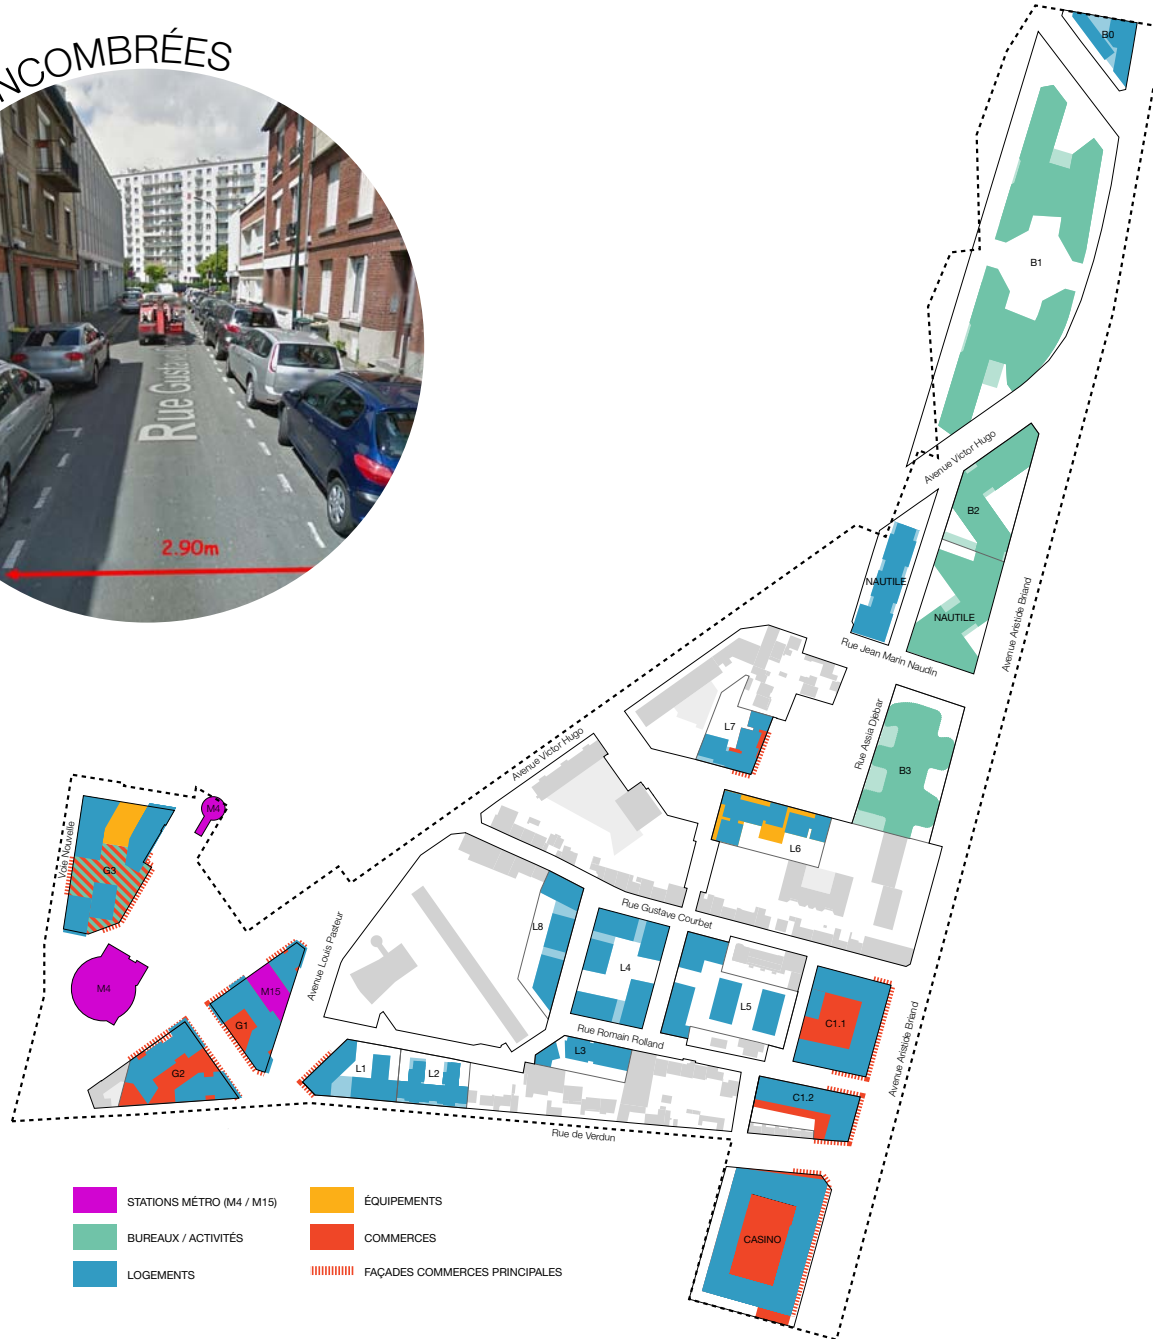 NCOMBRÉES
Rue Gusta
2.90m
B0
B1
Avenue Victor Hugo
B2
NAUTILE
NAUTILE
Avenue Aristide Briand
Rue Jean Marin Naudin
L7
Rue Assia Djebar
B3
Avenue Victor Hugo
M4
L6
Voie Nouvelle
G3
Rue Gustave Courbet
Avenue Louis Pasteur
L8
L4
L5
M4
M15
C1.1
G1
Rue Romain Rolland
Avenue Aristide Briand
L3
G2
L1
L2
C1.2
Rue de Verdun
STATIONS MÉTRO (M4 / M15)
ÉQUIPEMENTS
BUREAUX / ACTIVITÉS
COMMERCES
CASINO
LOGEMENTS
FAÇADES COMMERCES PRINCIPALES